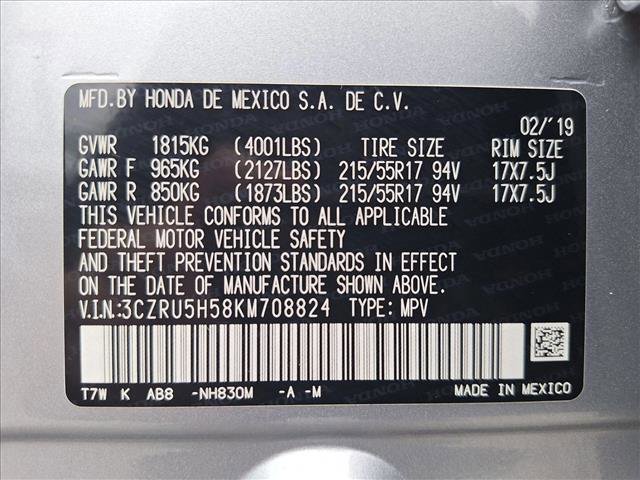 MFD.BY HONDA DE MEXICO S.A. DE C.V.
02/'19
GVWR 1815KG (4001LBS) TIRE SIZE RIM SIZE
GAWR F 965KG (2127LBS) 215/55R17 94V 17X7.5J
GAWR R 850KG (1873LBS) 215/55R17 94V 17X7.5J
THIS VEHICLE CONFORMS TO ALL APPLICABLE
FEDERAL MOTOR VEHICLE SAFETY
AND THEFT PREVENTION STANDARDS IN EFFECT
ON THE DATE OF MANUFACTURE SHOWN ABOVE.
V.I.N.:3CZRU5H58KM708824 TYPE: MPV
T7W K AB8 -NH830M -A -M MADE IN MEXICO